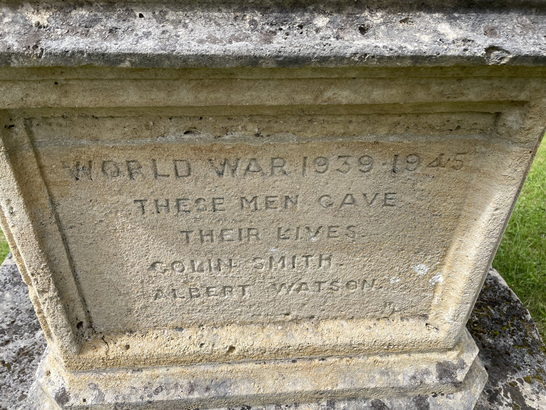 WORLD WAR 1939-1945
THESE MEN GAVE
THEIR LIVES.
COLIN SMITH.
ALBERT WATSON.